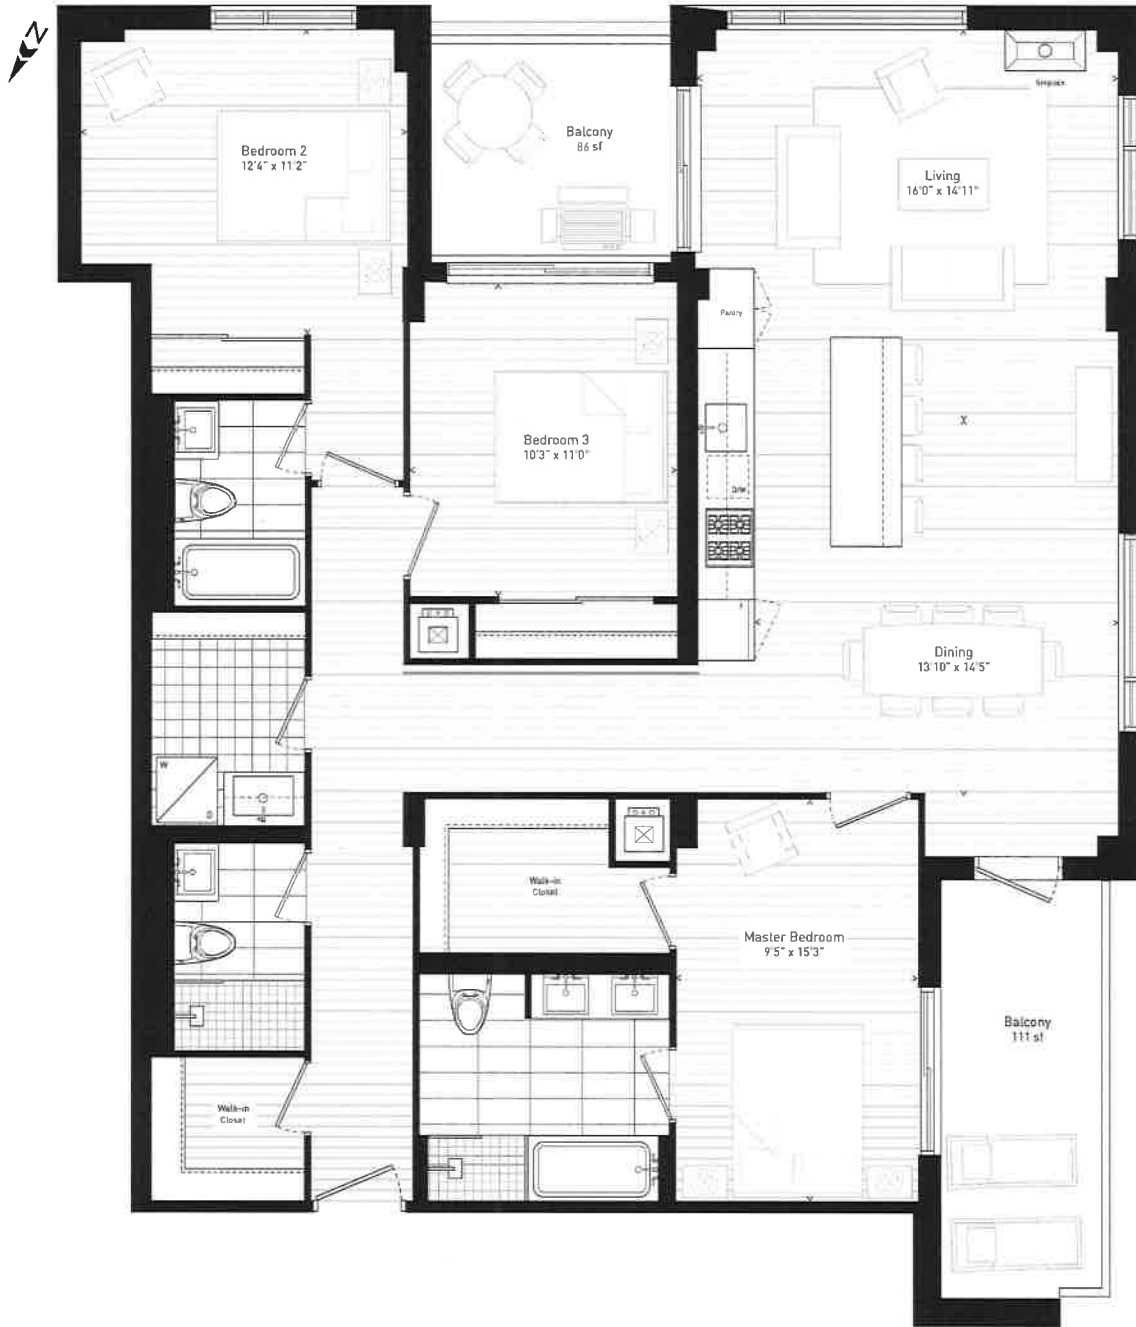 N
Bedroom 2
12'4" x 11'2"
Balcony
86 sf
Fireplace
Living
16'0" x 14'11"
Pantry
Bedroom 3
10'3" x 11'0"
D/W
F
Dining
13'10" x 14'5"
W
D
Walk-in
Closet
Master Bedroom
9'5" x 15'3"
Balcony
111 sf
Walk-in
Closet